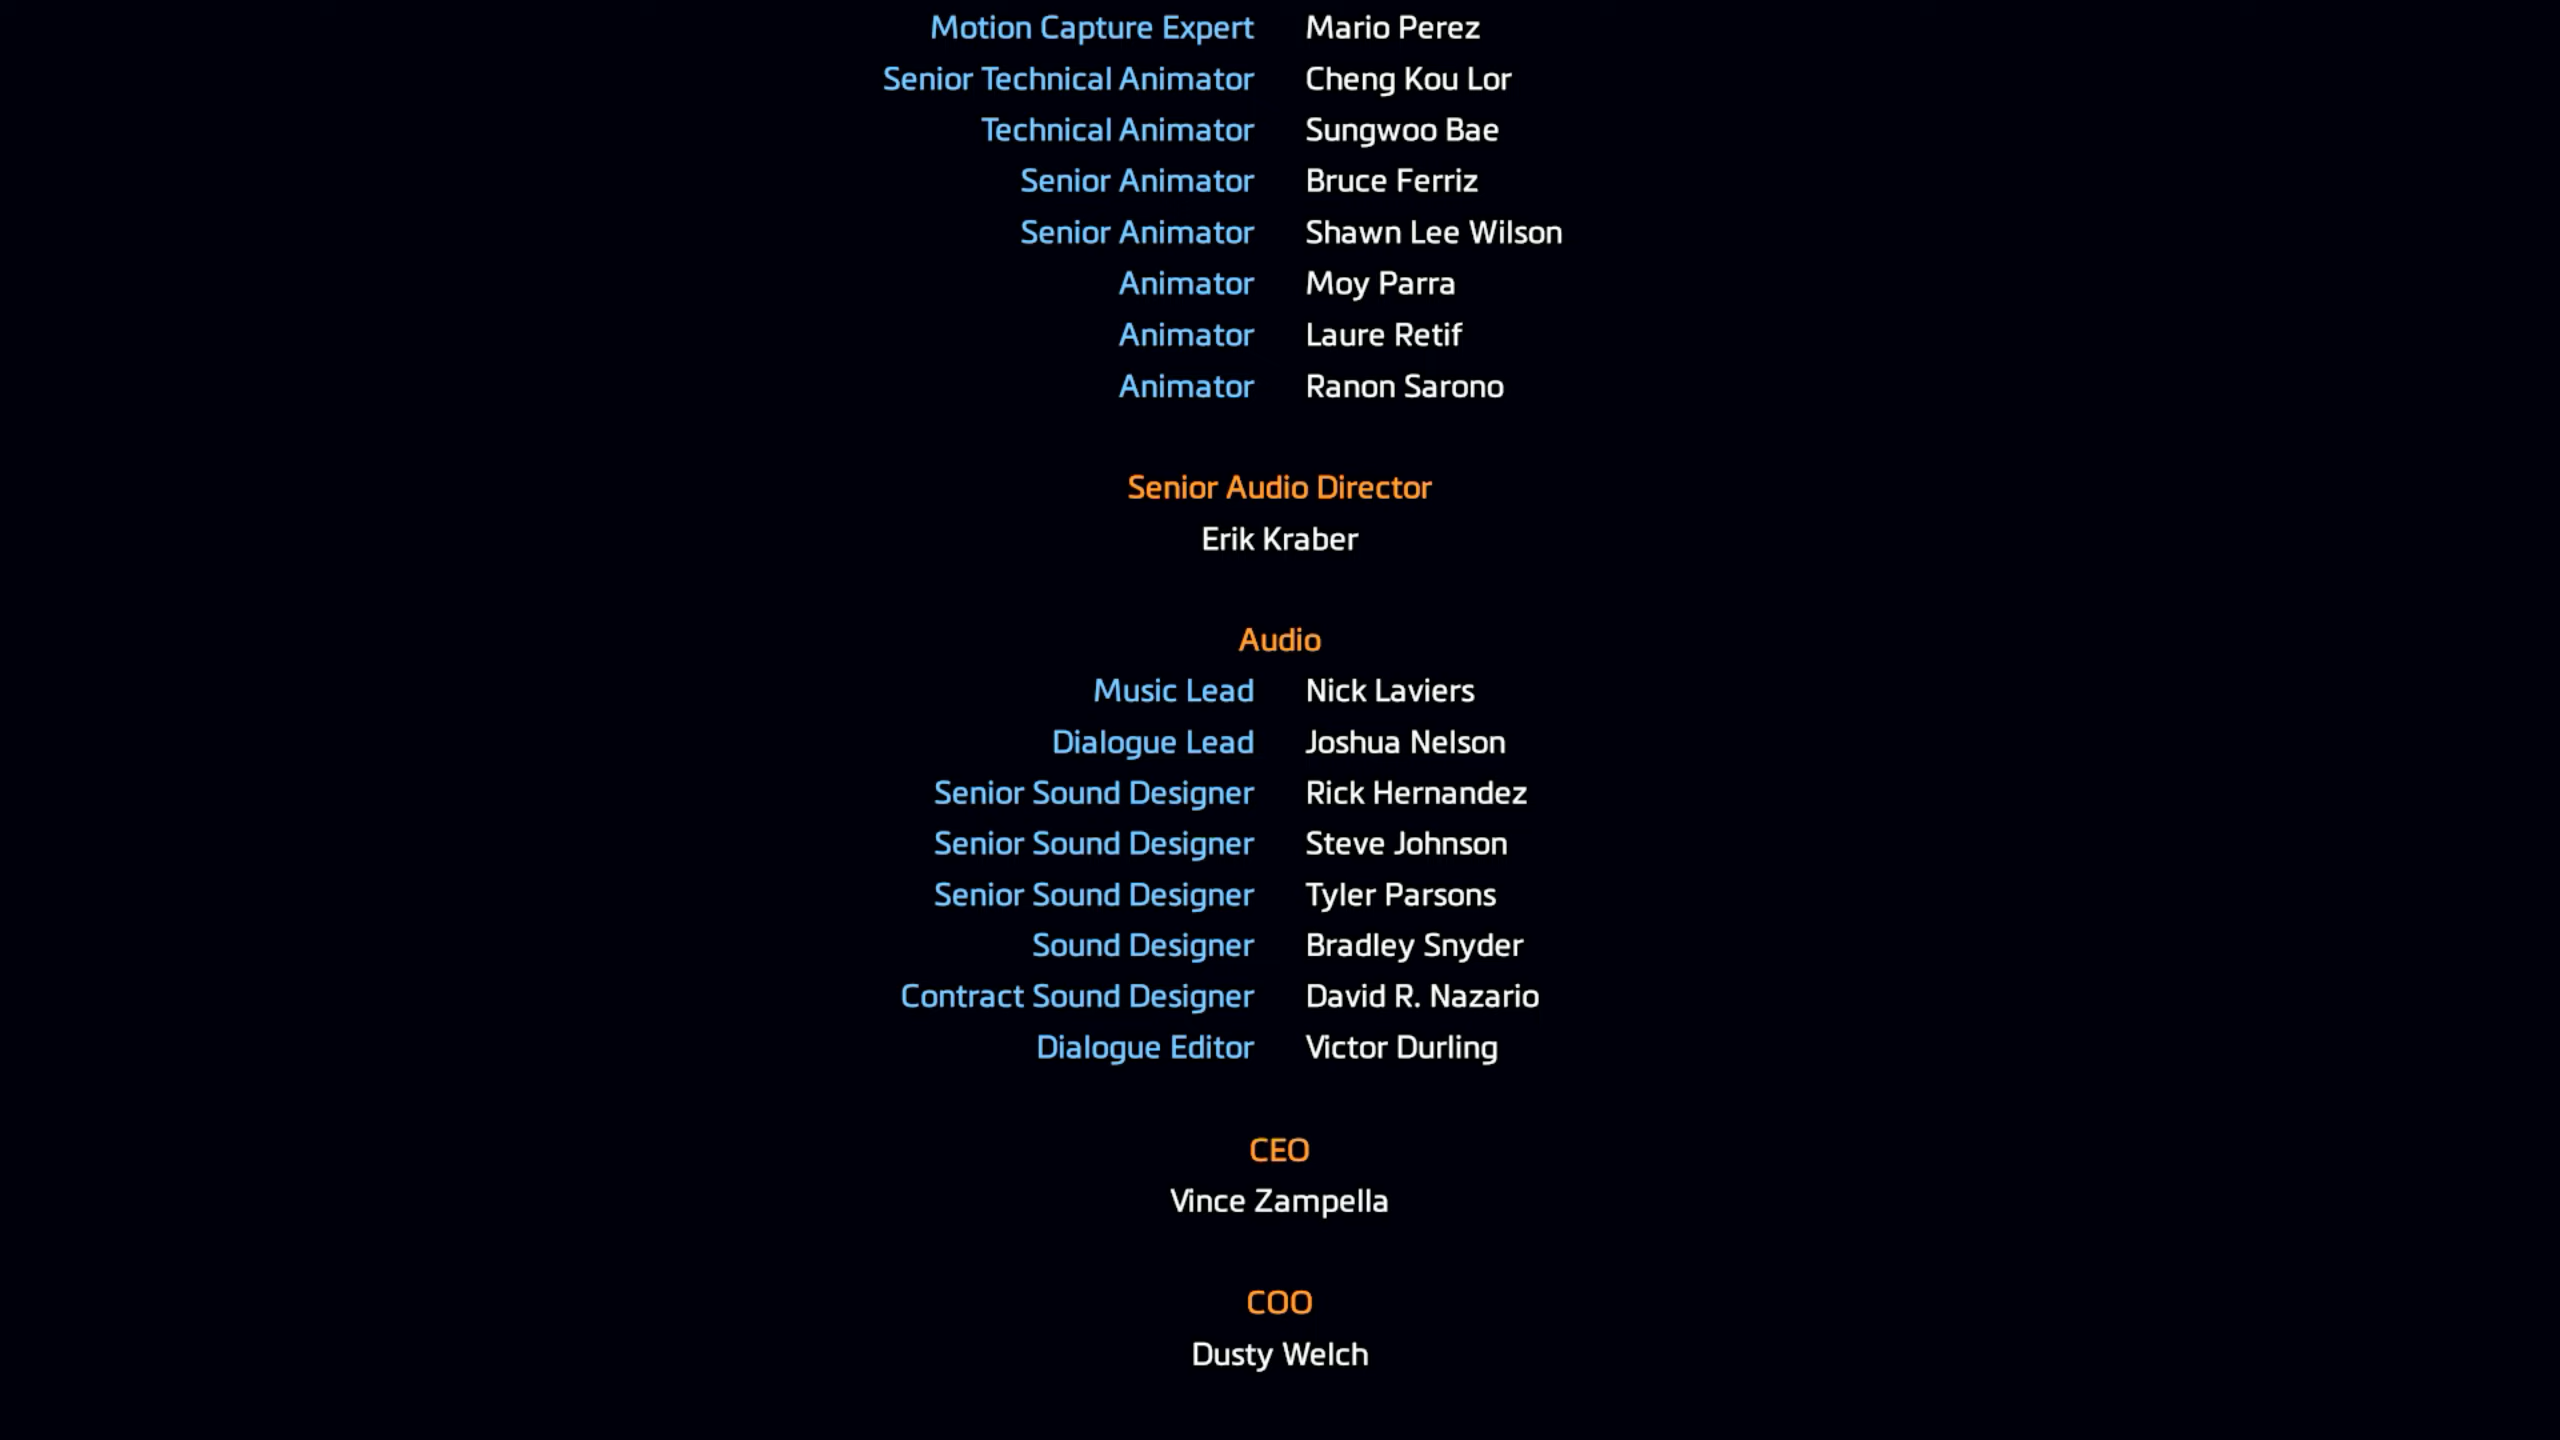 Motion Capture Expert Mario Perez
Senior Technical Animator Cheng Kou Lor
Technical Animator Sungwoo Bae
Senior Animator Bruce Ferriz
Senior Animator Shawn Lee Wilson
Animator Moy Parra
Animator Laure Retif
Animator Ranon Sarono
Senior Audio Director
Erik Kraber
Audio
Music Lead Nick Laviers
Dialogue Lead Joshua Nelson
Senior Sound Designer Rick Hernandez
Senior Sound Designer Steve Johnson
Senior Sound Designer Tyler Parsons
Sound Designer Bradley Snyder
Contract Sound Designer David R. Nazario
Dialogue Editor Victor Durling
CEO
Vince Zampella
COO
Dusty Welch